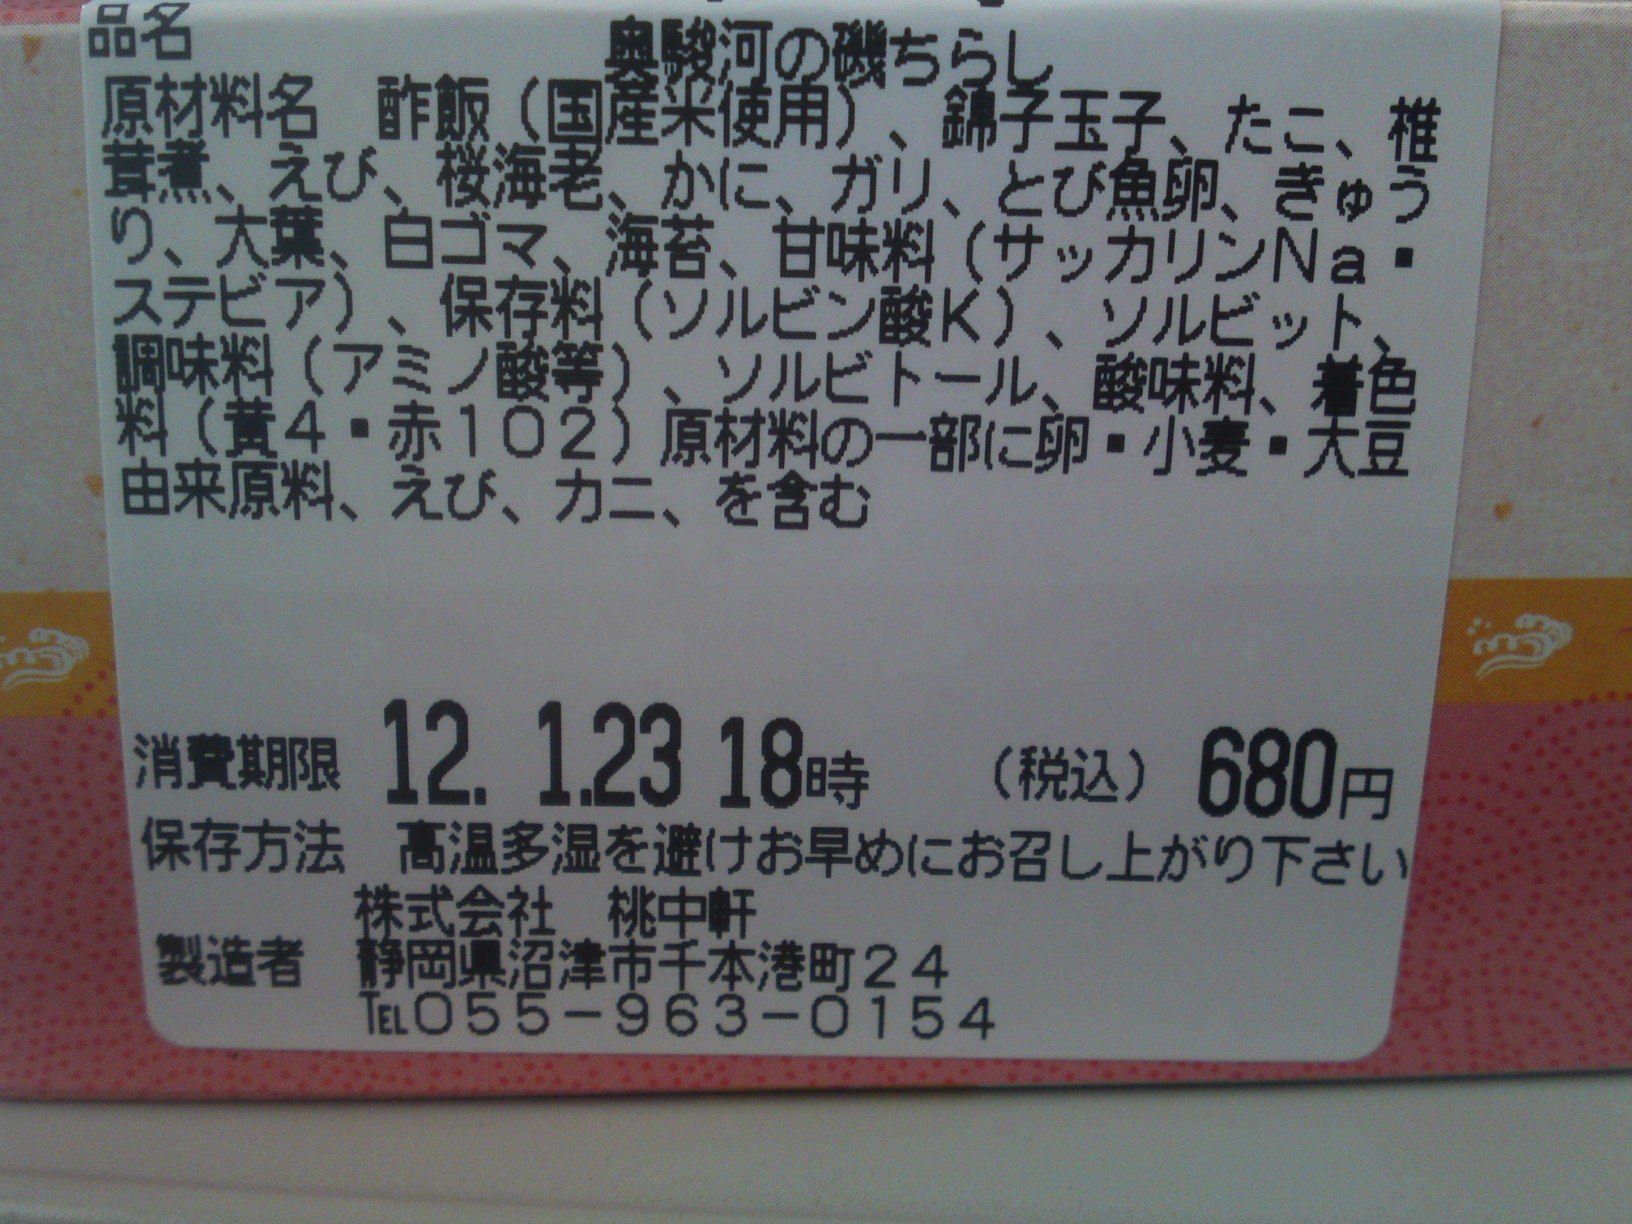 品名
奥駿河の磯ちらし
原材料名　酢飯（国産米使用）、錦子玉子、たこ、椎
茸煮、えび、桜海老、かに、ガリ、とび魚卵、きゅう
り、大葉、白ゴマ、海苔、甘味料（サッカリンNa・
ステビア）、保存料（ソルビン酸K）、ソルビット、
調味料（アミノ酸等）、ソルビトール、酸味料、着色
料（黄4・赤102）原材料の一部に卵・小麦・大豆
由来原料、えび、カニ、を含む
消費期限　12. 1.23 18時　（税込）　680円
保存方法　高温多湿を避けお早めにお召し上がり下さい
株式会社　桃中軒
製造者　静岡県沼津市千本港町24
℡055-963-0154